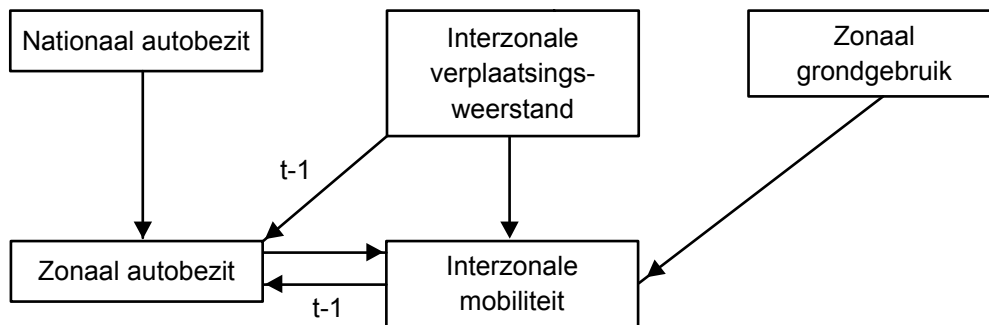 Nationaal autobezit
Interzonale
verplaatsings-
weerstand
Zonaal
grondgebruik
t-1
Zonaal autobezit
Interzonale
mobiliteit
t-1